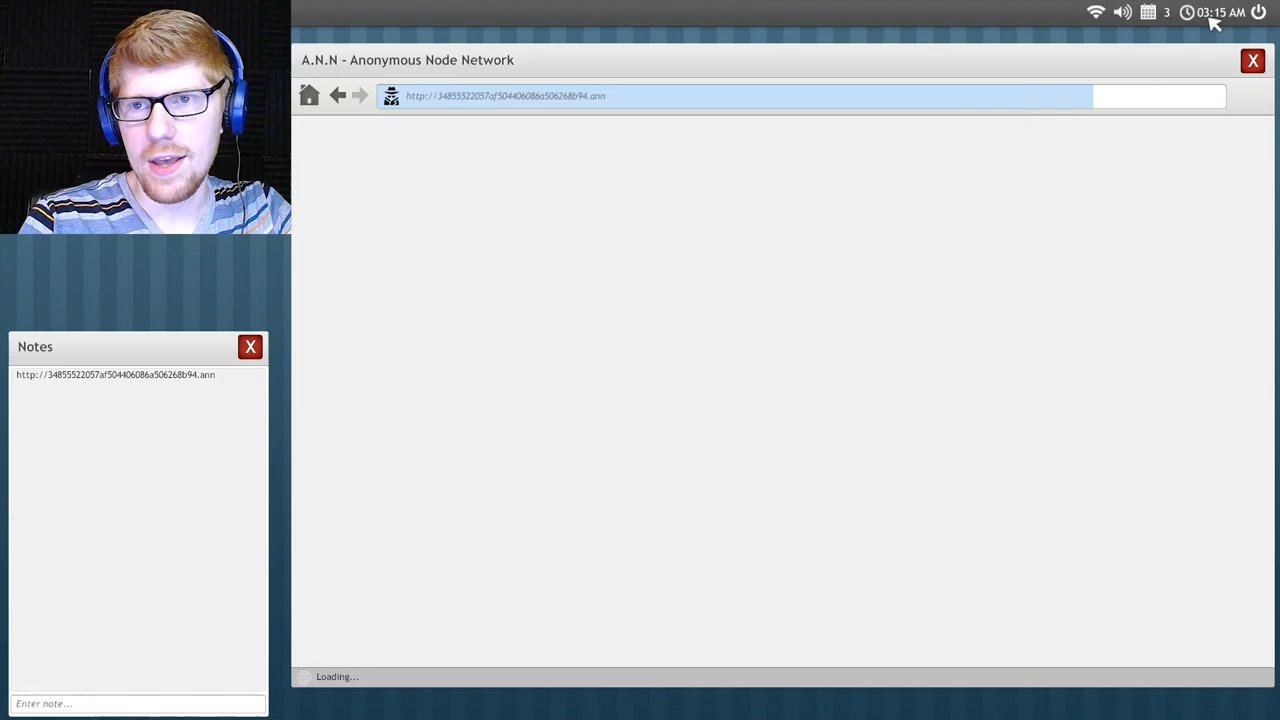 3
03:15 AM
A.N.N - Anonymous Node Network
X
http://34855522057af504406086a506268b94.ann
Notes
X
http://34855522057af504406086a506268b94.ann
Loading...
Enter note...